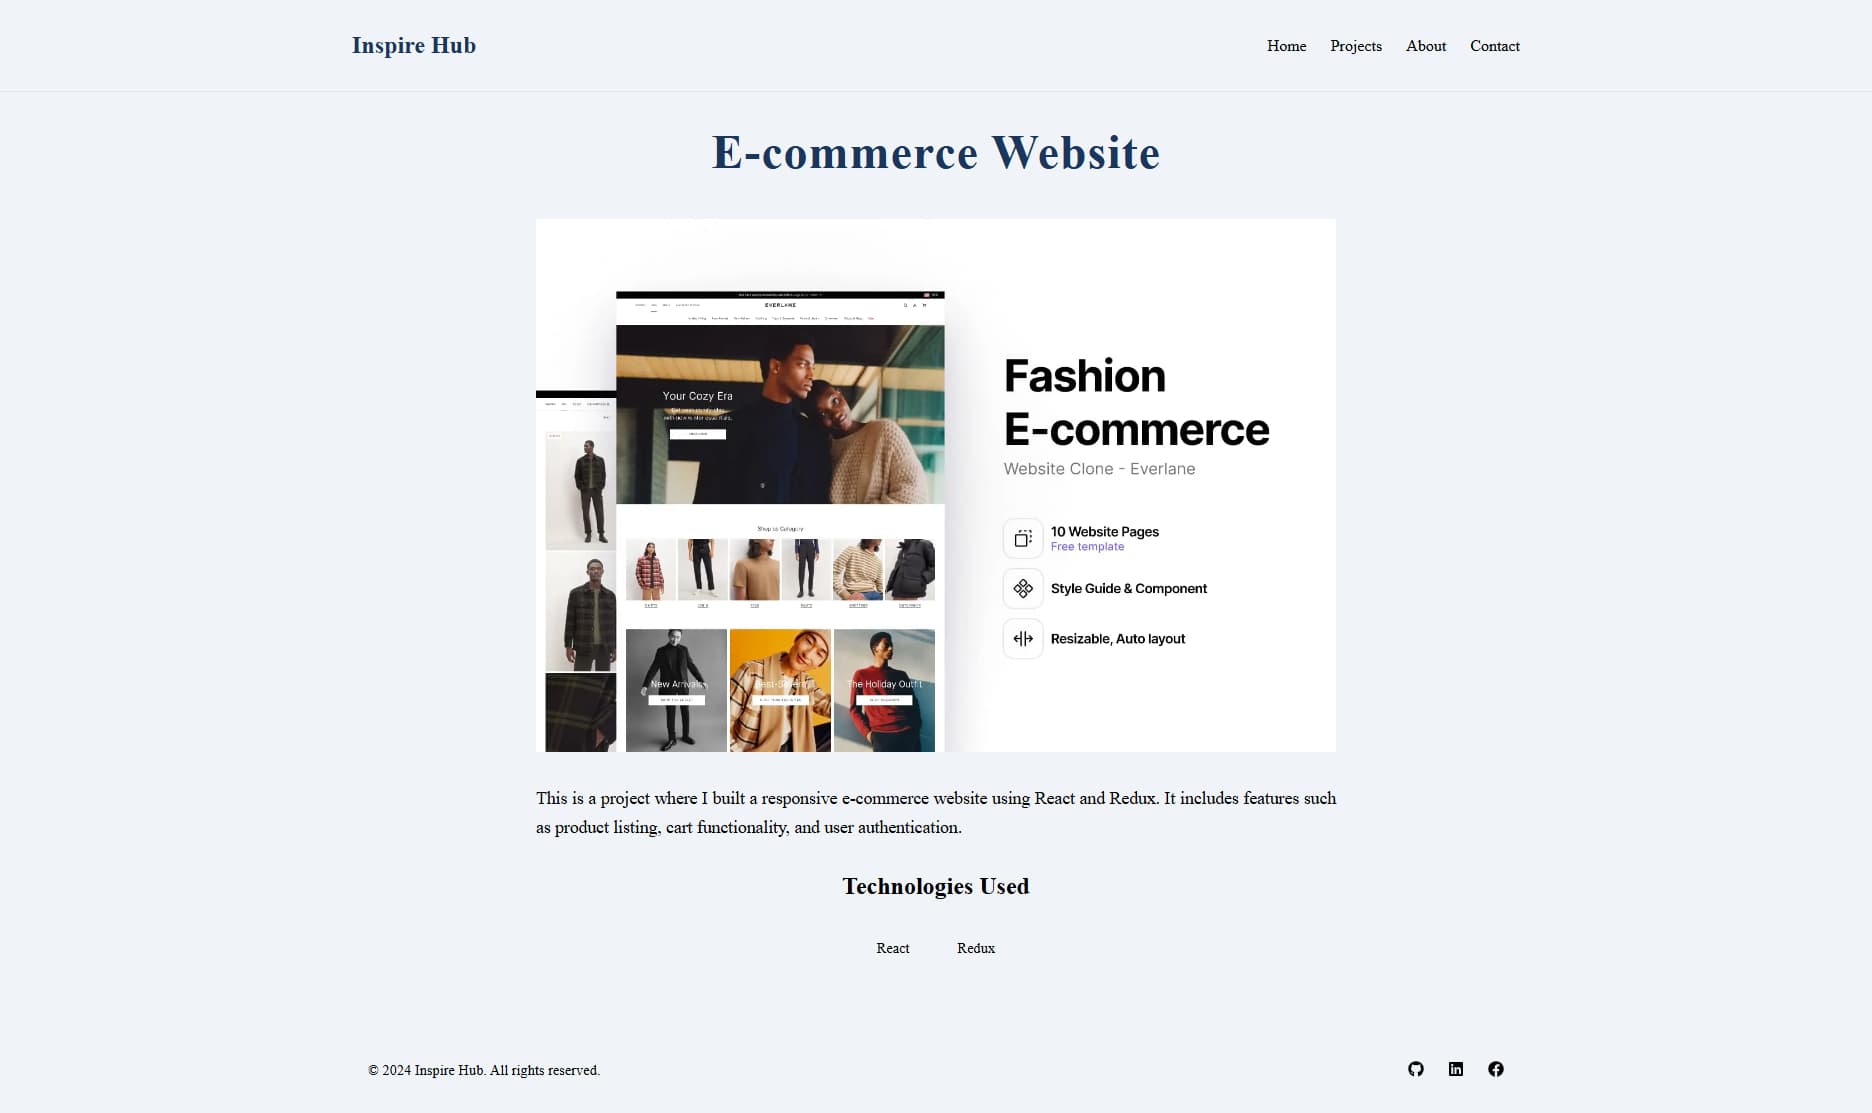 Inspire Hub
Home Projects About Contact
E-commerce Website
EVERLANE
Your Cozy Era
Shop by Category
New Arrivals
Best-Sellers
The Holiday Outfit
Fashion
E-commerce
Website Clone - Everlane
10 Website Pages
Free template
Style Guide & Component
Resizable, Auto layout
This is a project where I built a responsive e-commerce website using React and Redux. It includes features such
as product listing, cart functionality, and user authentication.
Technologies Used
React Redux
© 2024 Inspire Hub. All rights reserved.